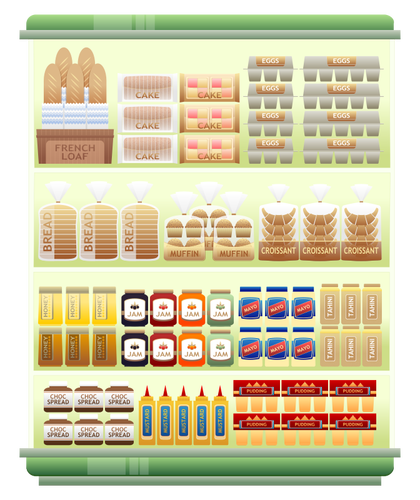 EGGS EGGS
EGGS EGGS
EGGS EGGS
EGGS EGGS
CAKE CAKE
CAKE CAKE
CAKE CAKE
FRENCH
LOAF
BREAD BREAD BREAD
MUFFIN MUFFIN
CROISSANT CROISSANT CROISSANT
HONEY HONEY HONEY
JAM JAM JAM JAM
MAYO MAYO MAYO
TAHINI TAHINI TAHINI
HONEY HONEY HONEY
JAM JAM JAM JAM
MAYO MAYO MAYO
TAHINI TAHINI TAHINI
CHOC SPREAD CHOC SPREAD CHOC SPREAD
CHOC SPREAD CHOC SPREAD CHOC SPREAD
MUSTARD MUSTARD MUSTARD MUSTARD
PUDDING PUDDING PUDDING
PUDDING PUDDING PUDDING